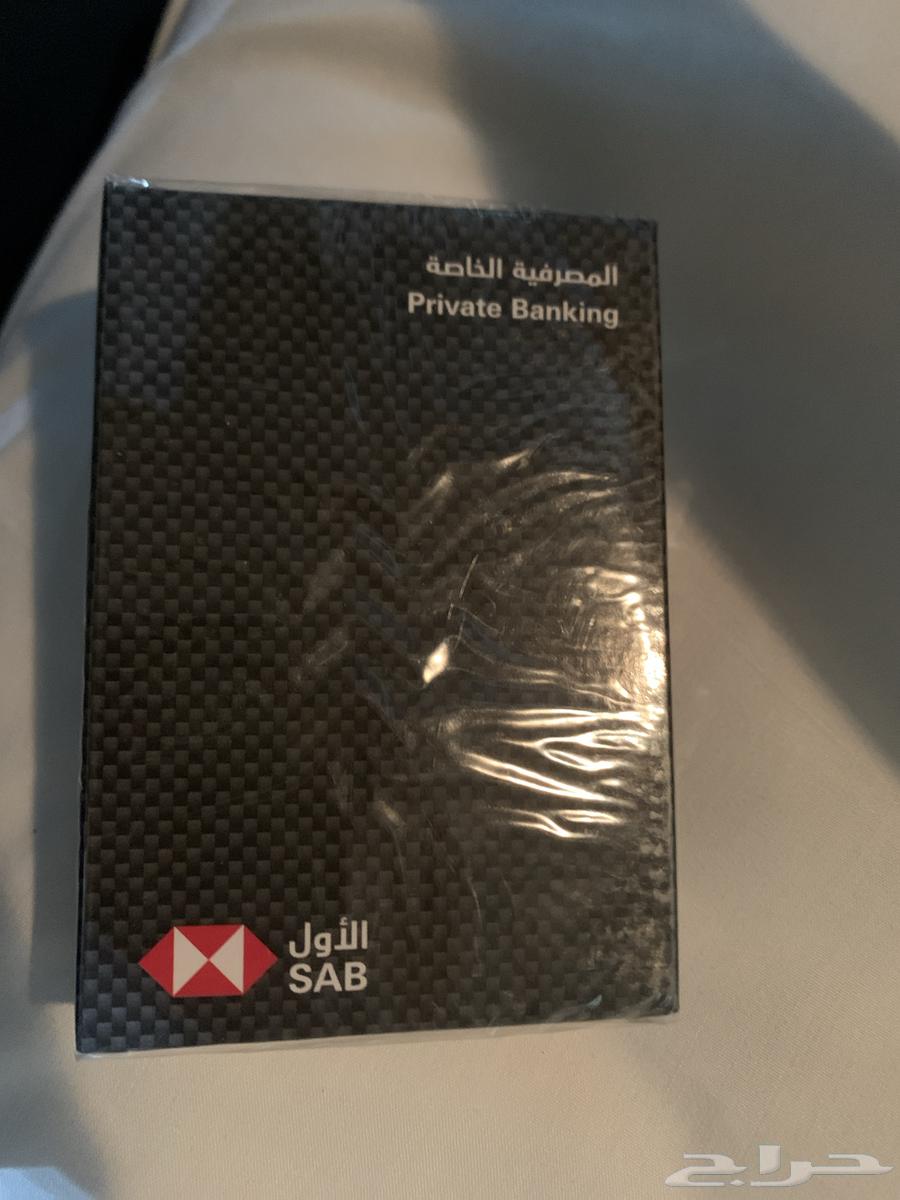 المصرفية الخاصة
Private Banking
الأول
SAB
حراج